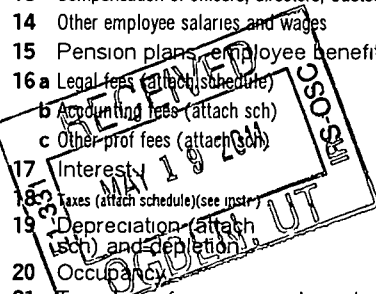 14 Other employee salaries and wages
15 Pension plans, employee benefit
16a Legal fees (attach schedule)
b Accounting fees (attach sch)
c Other prof fees (attach sch)
17 Interest
18 Taxes (attach schedule)(see instr)
19 Depreciation (attach sch) and depletion
20 Occupancy
RECEIVED
MAY 19 2011
IRS-OSC
OGDEN, UT